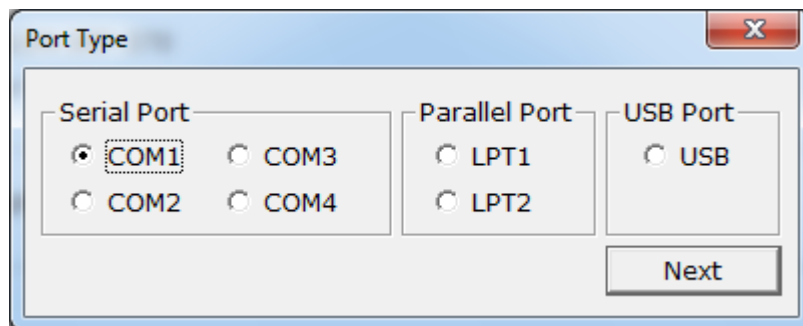 Port Type
Serial Port Parallel Port USB Port
COM1 COM3 LPT1 USB
COM2 COM4 LPT2
Next